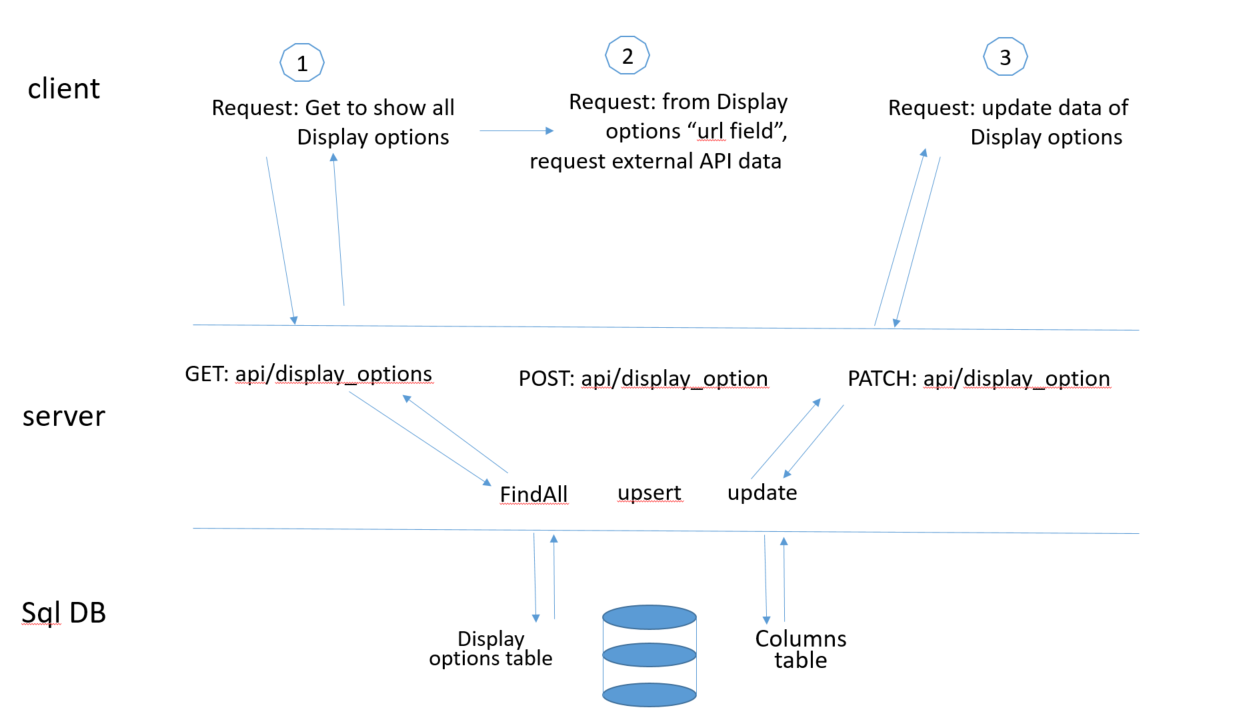 1
2
3
client
Request: Get to show all
Display options
Request: from Display
options “url field”,
request external API data
Request: update data of
Display options
server
GET: api/display_options
POST: api/display_option
PATCH: api/display_option
FindAll
upsert
update
Sql DB
Display
options table
Columns
table